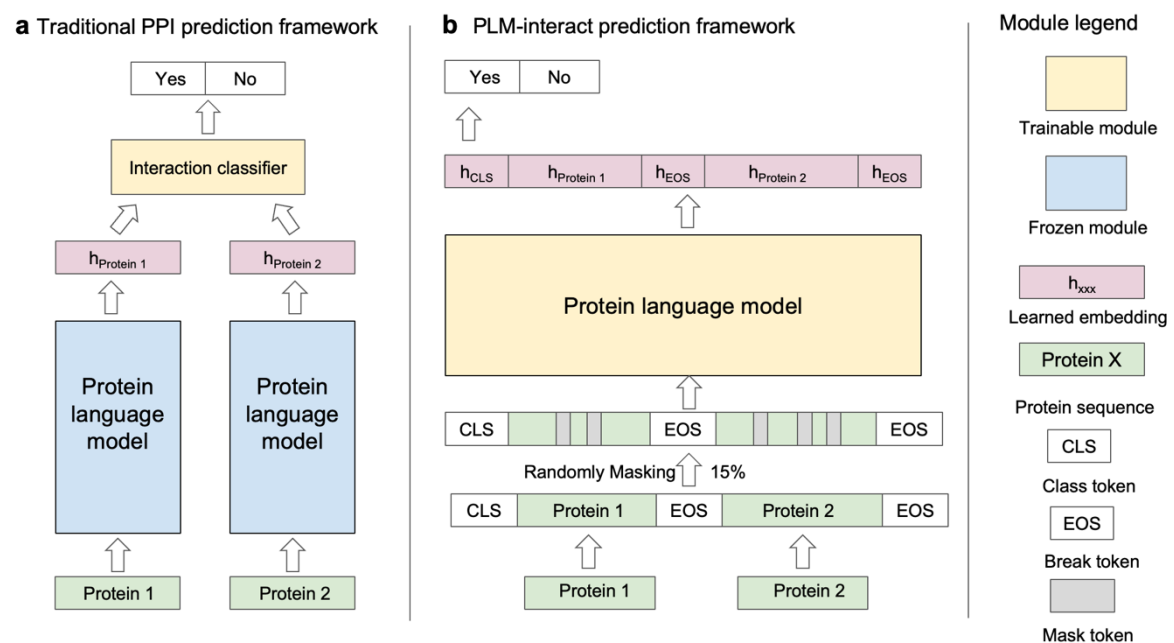 a Traditional PPI prediction framework
Yes No
Interaction classifier
hProtein 1 hProtein 2
Protein language model
Protein language model
Protein 1 Protein 2
b PLM-interact prediction framework
Yes No
hCLS hProtein 1 hEOS hProtein 2 hEOS
Protein language model
CLS EOS EOS
Randomly Masking 15%
CLS Protein 1 EOS Protein 2 EOS
Protein 1 Protein 2
Module legend
Trainable module
Frozen module
hxxx
Learned embedding
Protein X
Protein sequence
CLS
Class token
EOS
Break token
Mask token